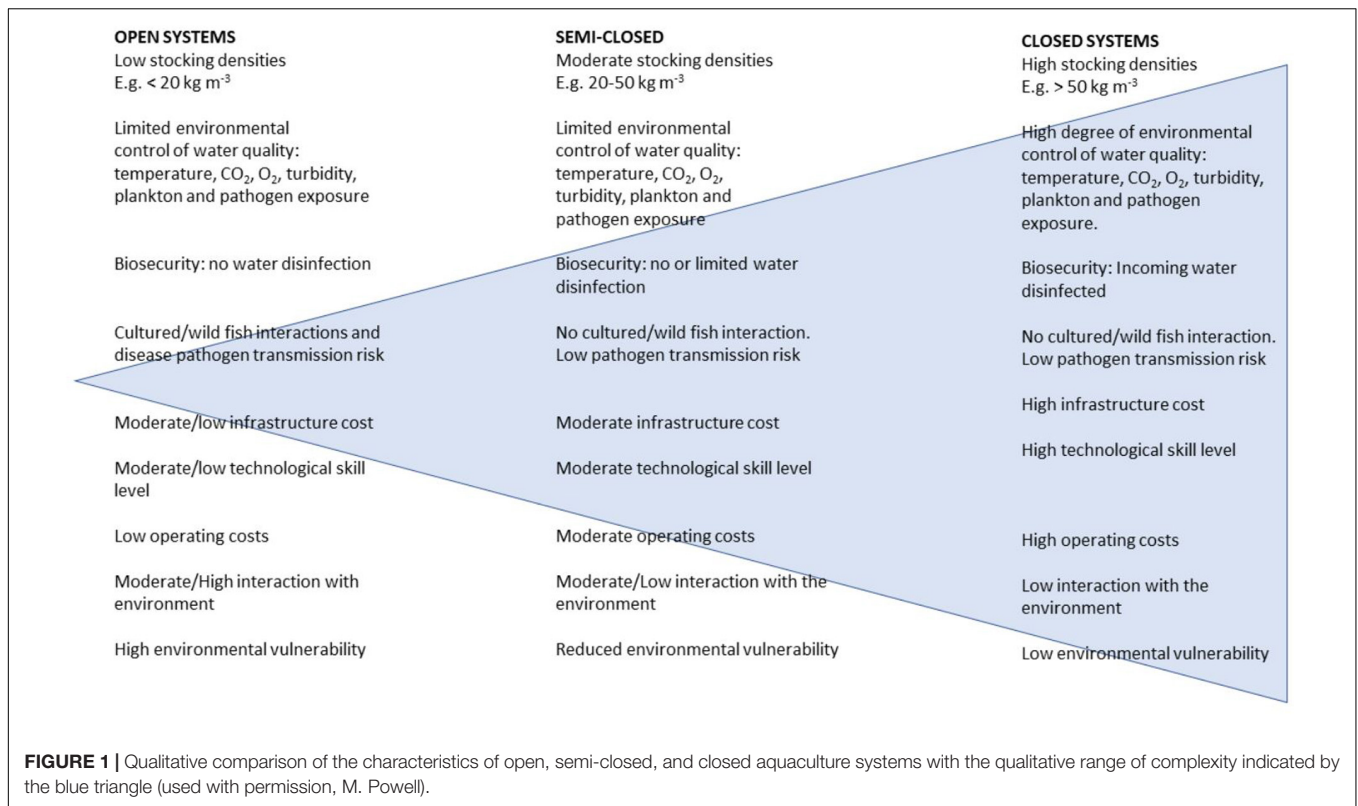 OPEN SYSTEMS
Low stocking densities
E.g. < 20 kg m-3
Limited environmental
control of water quality:
temperature, CO2, O2, turbidity,
plankton and pathogen exposure
Biosecurity: no water disinfection
Cultured/wild fish interactions and
disease pathogen transmission risk
Moderate/low infrastructure cost
Moderate/low technological skill
level
Low operating costs
Moderate/High interaction with
environment
High environmental vulnerability
SEMI-CLOSED
Moderate stocking densities
E.g. 20-50 kg m-3
Limited environmental
control of water quality:
temperature, CO2, O2,
turbidity, plankton and
pathogen exposure
Biosecurity: no or limited water
disinfection
No cultured/wild fish interaction.
Low pathogen transmission risk
Moderate infrastructure cost
Moderate technological skill level
Moderate operating costs
Moderate/Low interaction with the
environment
Reduced environmental vulnerability
CLOSED SYSTEMS
High stocking densities
E.g. > 50 kg m-3
High degree of environmental
control of water quality:
temperature, CO2, O2, turbidity,
plankton and pathogen
exposure.
Biosecurity: Incoming water
disinfected
No cultured/wild fish interaction.
Low pathogen transmission risk
High infrastructure cost
High technological skill level
High operating costs
Low interaction with the
environment
Low environmental vulnerability
FIGURE 1 | Qualitative comparison of the characteristics of open, semi-closed, and closed aquaculture systems with the qualitative range of complexity indicated by
the blue triangle (used with permission, M. Powell).